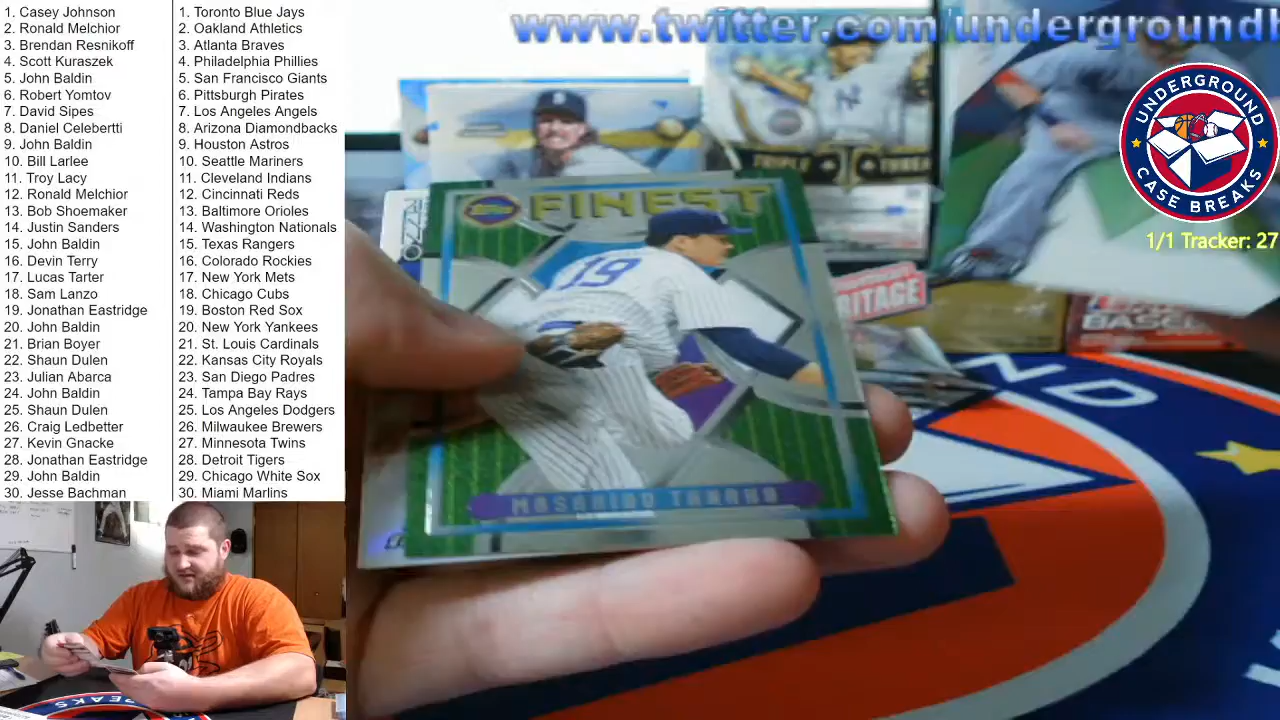 1. Casey Johnson
2. Ronald Melchior
3. Brendan Resnikoff
4. Scott Kuraszek
5. John Baldin
6. Robert Yomtov
7. David Sipes
8. Daniel Celebertti
9. John Baldin
10. Bill Larlee
11. Troy Lacy
12. Ronald Melchior
13. Bob Shoemaker
14. Justin Sanders
15. John Baldin
16. Devin Terry
17. Lucas Tarter
18. Sam Lanzo
19. Jonathan Eastridge
20. John Baldin
21. Brian Boyer
22. Shaun Dulen
23. Julian Abarca
24. John Baldin
25. Shaun Dulen
26. Craig Ledbetter
27. Kevin Gnacke
28. Jonathan Eastridge
29. John Baldin
30. Jesse Bachman
1. Toronto Blue Jays
2. Oakland Athletics
3. Atlanta Braves
4. Philadelphia Phillies
5. San Francisco Giants
6. Pittsburgh Pirates
7. Los Angeles Angels
8. Arizona Diamondbacks
9. Houston Astros
10. Seattle Mariners
11. Cleveland Indians
12. Cincinnati Reds
13. Baltimore Orioles
14. Washington Nationals
15. Texas Rangers
16. Colorado Rockies
17. New York Mets
18. Chicago Cubs
19. Boston Red Sox
20. New York Yankees
21. St. Louis Cardinals
22. Kansas City Royals
23. San Diego Padres
24. Tampa Bay Rays
25. Los Angeles Dodgers
26. Milwaukee Brewers
27. Minnesota Twins
28. Detroit Tigers
29. Chicago White Sox
30. Miami Marlins
www.twitter.com/undergroundl
UNDERGROUND
CASE BREAKS
1/1 Tracker: 27
TRIPLE THREA
FINEST
19
MASAHIRO TANAKA
RIZZO
RITAGE
BASE
ND